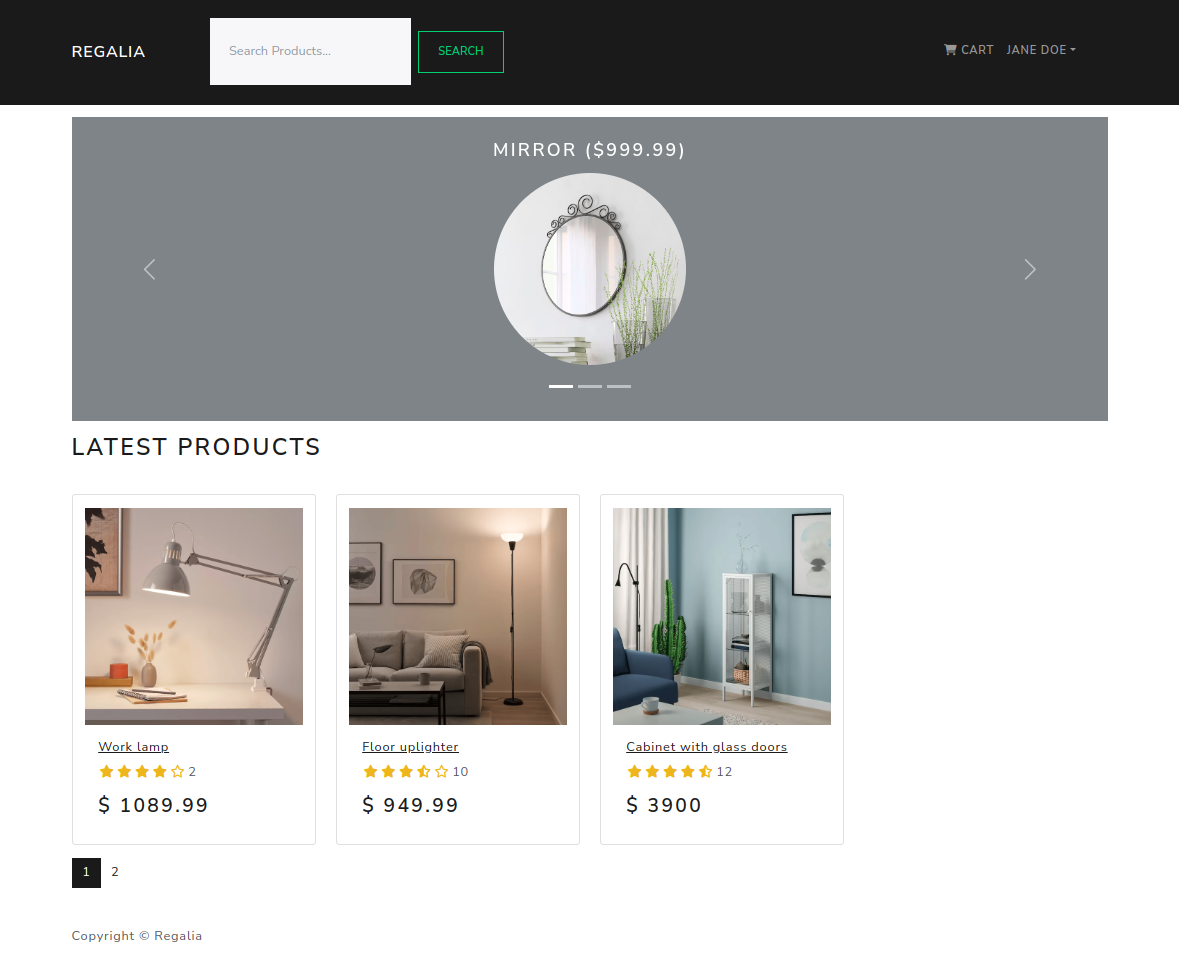 REGALIA
Search Products...
SEARCH
CART
JANE DOE
MIRROR ($999.99)
LATEST PRODUCTS
Work lamp
2
$ 1089.99
Floor uplighter
10
$ 949.99
Cabinet with glass doors
12
$ 3900
1 2
Copyright © Regalia